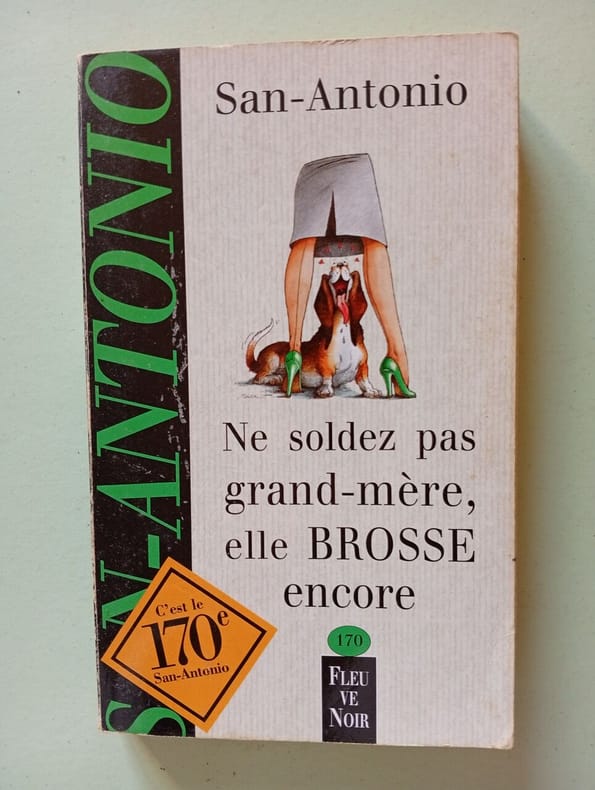 SAN-ANTONIO
San-Antonio
Ne soldez pas
grand-mère,
elle BROSSE
encore
C'est le
170e
San-Antonio
170
FLEU
VE
NOIR